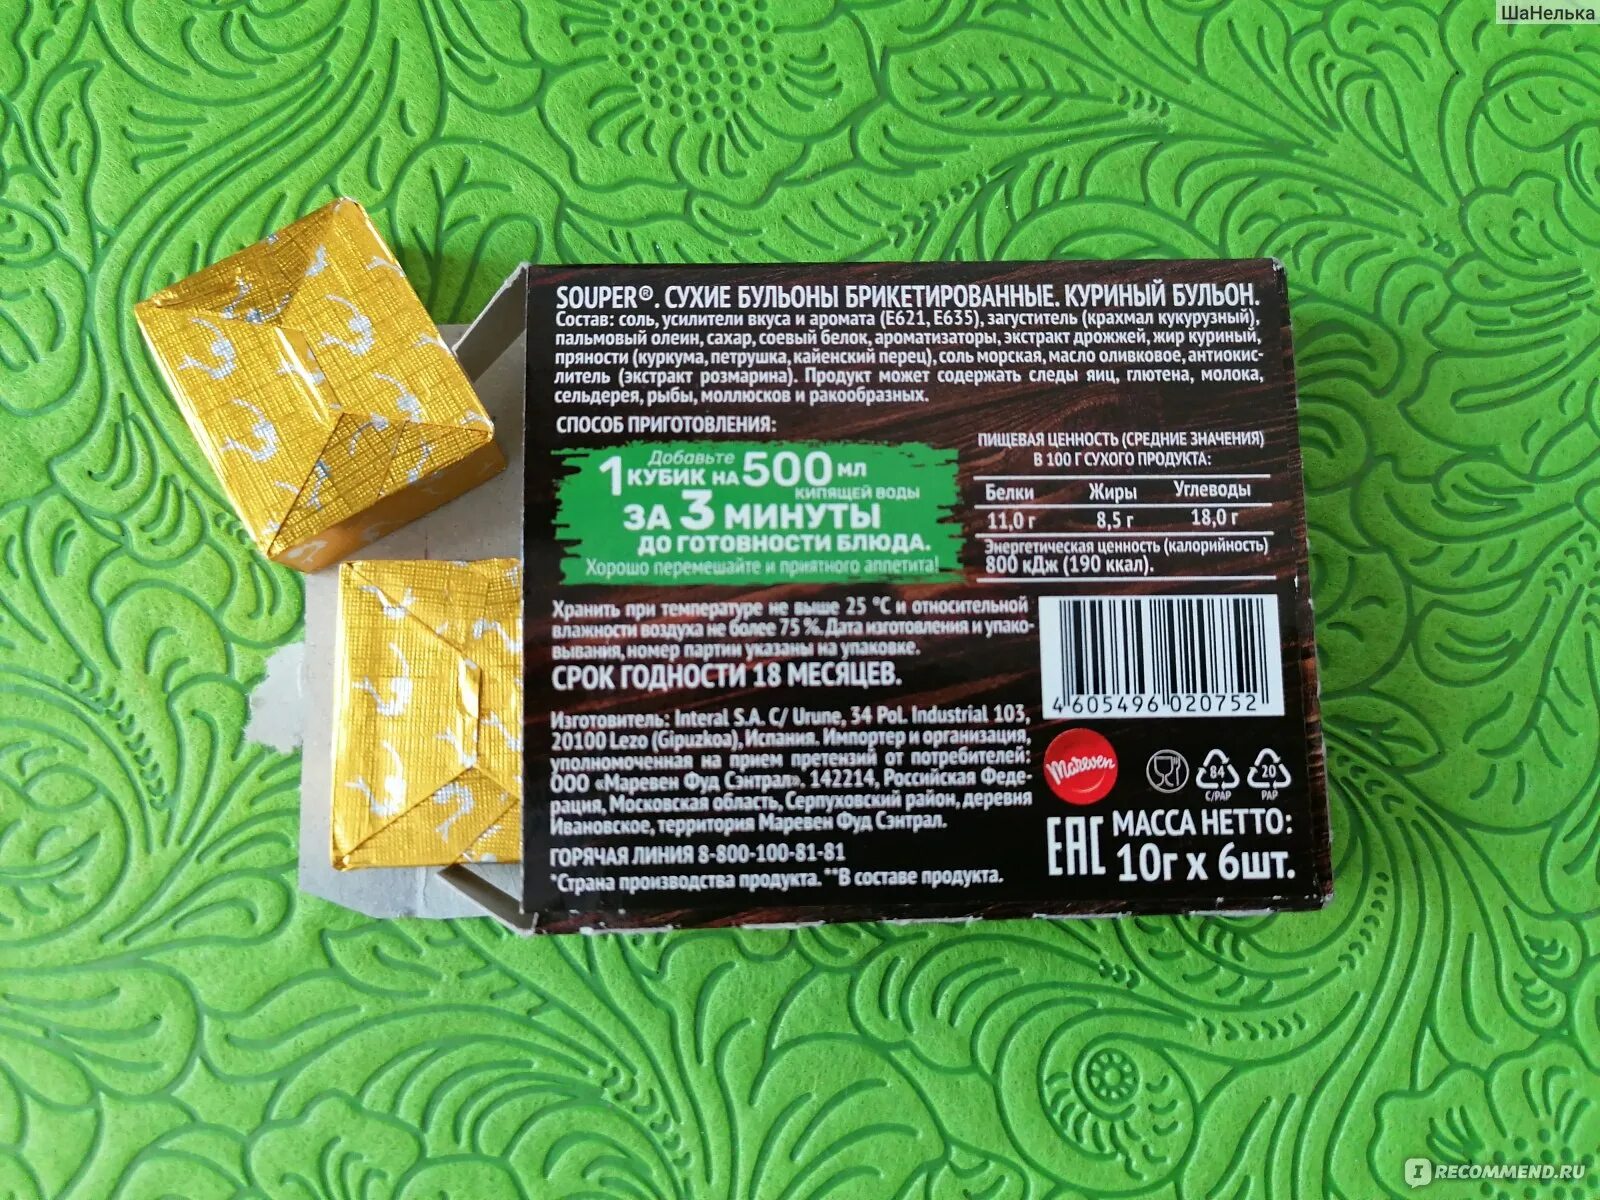 ШаНелька
SOUPER®. СУХИЕ БУЛЬОНЫ БРИКЕТИРОВАННЫЕ. КУРИНЫЙ БУЛЬОН.
Состав: соль, усилители вкуса и аромата (Е621, Е635), загуститель (крахмал кукурузный),
пальмовый олеин, сахар, соевый белок, ароматизаторы, экстракт дрожжей, жир куриный,
пряности (куркума, петрушка, кайенский перец), соль морская, масло оливковое, антиокис-
литель (экстракт розмарина). Продукт может содержать следы яиц, глютена, молока,
сельдерея, рыбы, моллюсков и ракообразных.
СПОСОБ ПРИГОТОВЛЕНИЯ:
Добавьте
1 КУБИК НА 500 МЛ
КИПЯЩЕЙ ВОДЫ
ЗА 3 МИНУТЫ
ДО ГОТОВНОСТИ БЛЮДА.
Хорошо перемешайте и приятного аппетита!
ПИЩЕВАЯ ЦЕННОСТЬ (СРЕДНИЕ ЗНАЧЕНИЯ)
В 100 Г СУХОГО ПРОДУКТА:
Белки Жиры Углеводы
11,0 г 8,5 г 18,0 г
Энергетическая ценность (калорийность)
800 кДж (190 ккал).
Хранить при температуре не выше 25 °С и относительной
влажности воздуха не более 75 %. Дата изготовления и упако-
вывания, номер партии указаны на упаковке.
СРОК ГОДНОСТИ 18 МЕСЯЦЕВ.
Изготовитель: Interal S.A. C/ Urune, 34 Pol. Industrial 103,
20100 Lezo (Gipuzkoa), Испания. Импортер и организация,
уполномоченная на прием претензий от потребителей:
ООО «Маревен Фуд Сэнтрал». 142214, Российская Феде-
рация, Московская область, Серпуховский район, деревня
Ивановское, территория Маревен Фуд Сэнтрал.
ГОРЯЧАЯ ЛИНИЯ 8-800-100-81-81
*Страна производства продукта. **В составе продукта.
4 605496 020752
Mareven
84
C/PAP
20
PAP
EAC
МАССА НЕТТО:
10г х 6шт.
IRECOMMEND.RU